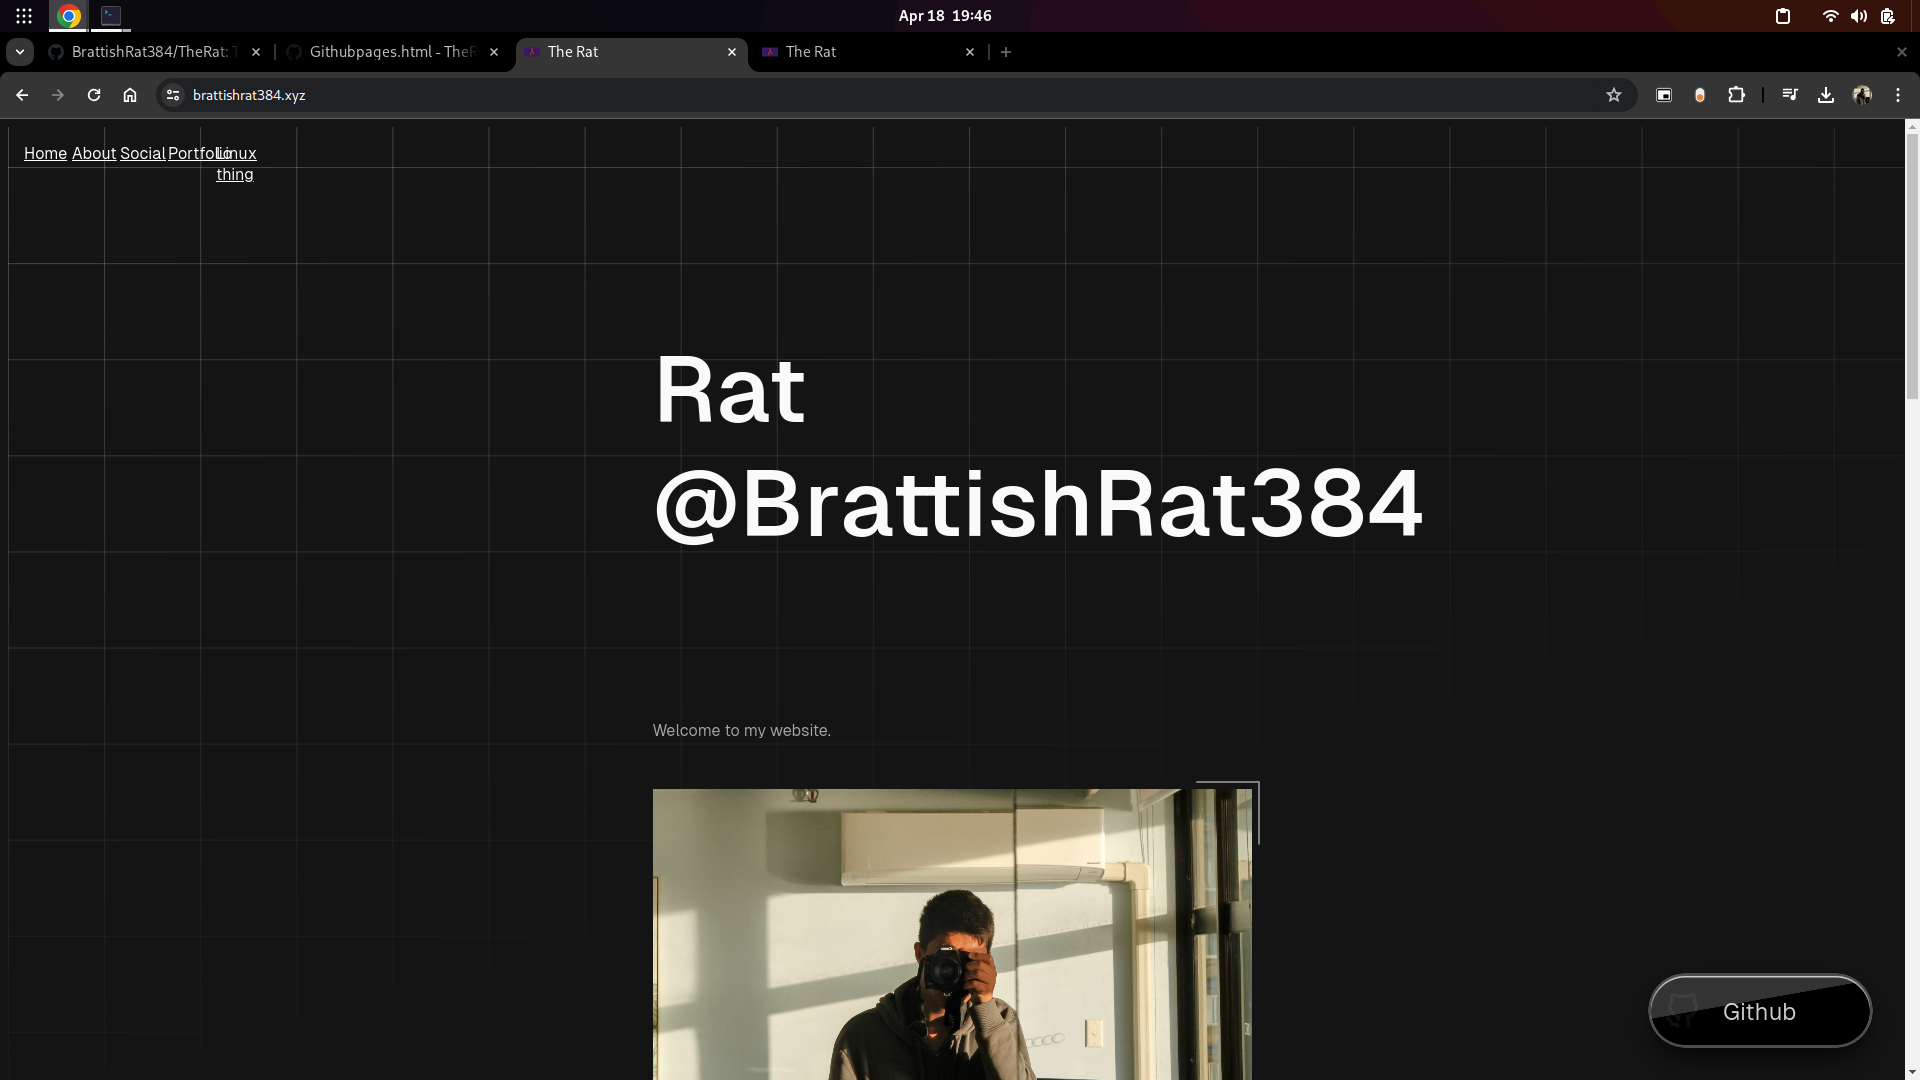 Apr 18 19:46
BrattishRat384/TheRat: T
Githubpages.html - TheR
The Rat
The Rat
brattishrat384.xyz
Home About Social Portfolio Linux
thing
Rat
@BrattishRat384
Welcome to my website.
Github